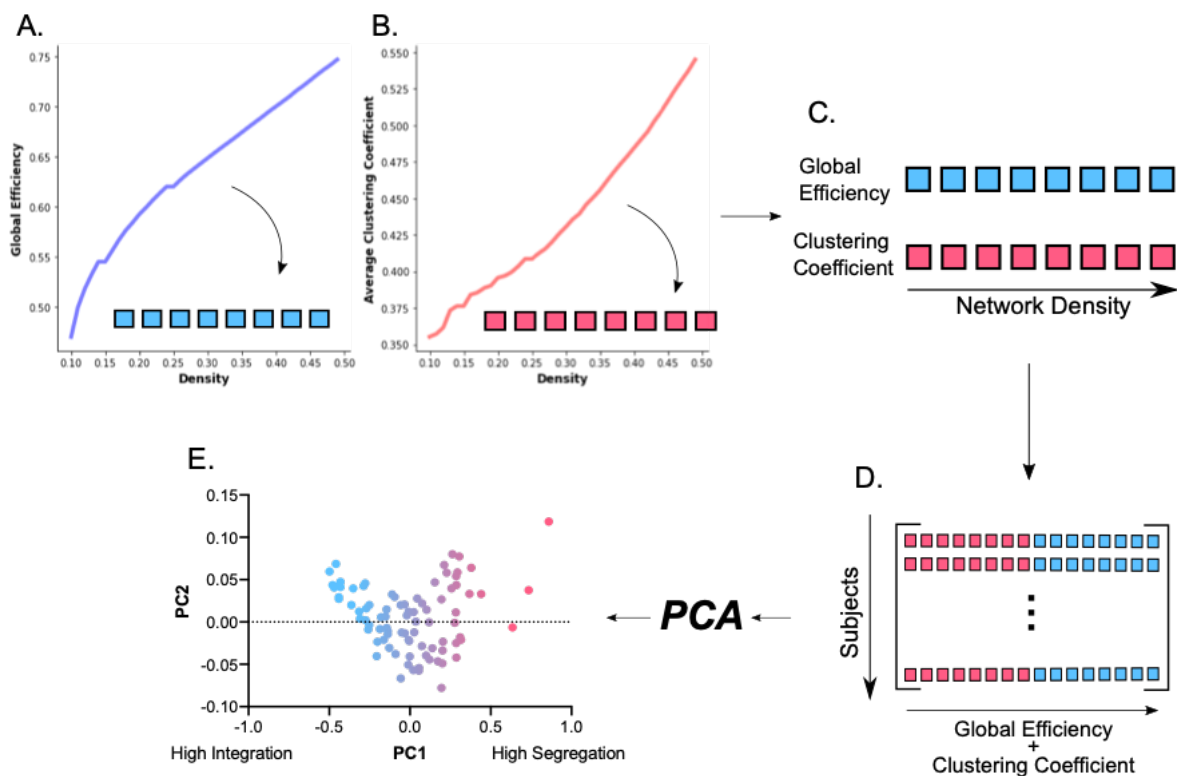 A.
0.75
0.70
0.65
0.60
0.55
0.50
Global Efficiency
0.10 0.15 0.20 0.25 0.30 0.35 0.40 0.45 0.50
Density
B.
0.550
0.525
0.500
0.475
0.450
0.425
0.400
0.375
0.350
Average Clustering Coefficient
0.10 0.15 0.20 0.25 0.30 0.35 0.40 0.45 0.50
Density
C.
Global
Efficiency
Clustering
Coefficient
Network Density
D.
Subjects
Global Efficiency
+
Clustering Coefficient
PCA
E.
0.15
0.10
0.05
0.00
-0.05
-0.10
PC2
-1.0 -0.5 0.0 0.5 1.0
High Integration PC1 High Segregation